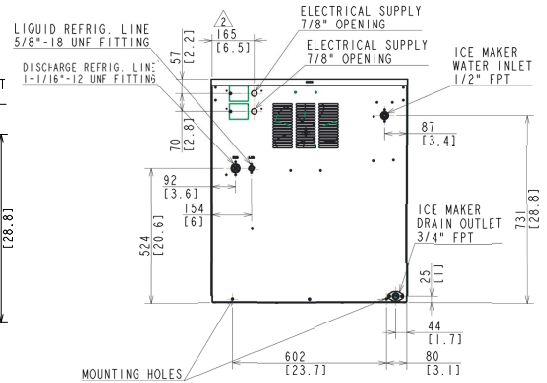 2
165
[6.5]
ELECTRICAL SUPPLY
7/8" OPENING
LIQUID REFRIG. LINE
5/8"-18 UNF FITTING
57
[2.2]
ELECTRICAL SUPPLY
7/8" OPENING
ICE MAKER
WATER INLET
1/2" FPT
DISCHARGE REFRIG. LINE
1-1/16"-12 UNF FITTING
70
[2.8]
87
[3.4]
92
[3.6]
154
[6]
524
[20.6]
731
[28.8]
[28.8]
ICE MAKER
DRAIN OUTLET
3/4" FPT
25
[1]
44
[1.7]
602
[23.7]
80
[3.1]
MOUNTING HOLES